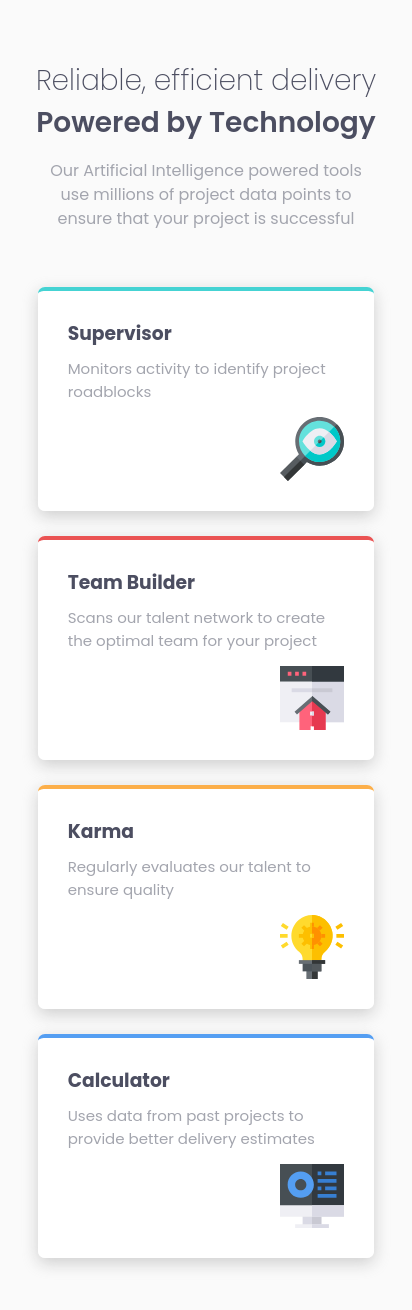 Reliable, efficient delivery
Powered by Technology
Our Artificial Intelligence powered tools
use millions of project data points to
ensure that your project is successful
Supervisor
Monitors activity to identify project
roadblocks
Team Builder
Scans our talent network to create
the optimal team for your project
Karma
Regularly evaluates our talent to
ensure quality
Calculator
Uses data from past projects to
provide better delivery estimates